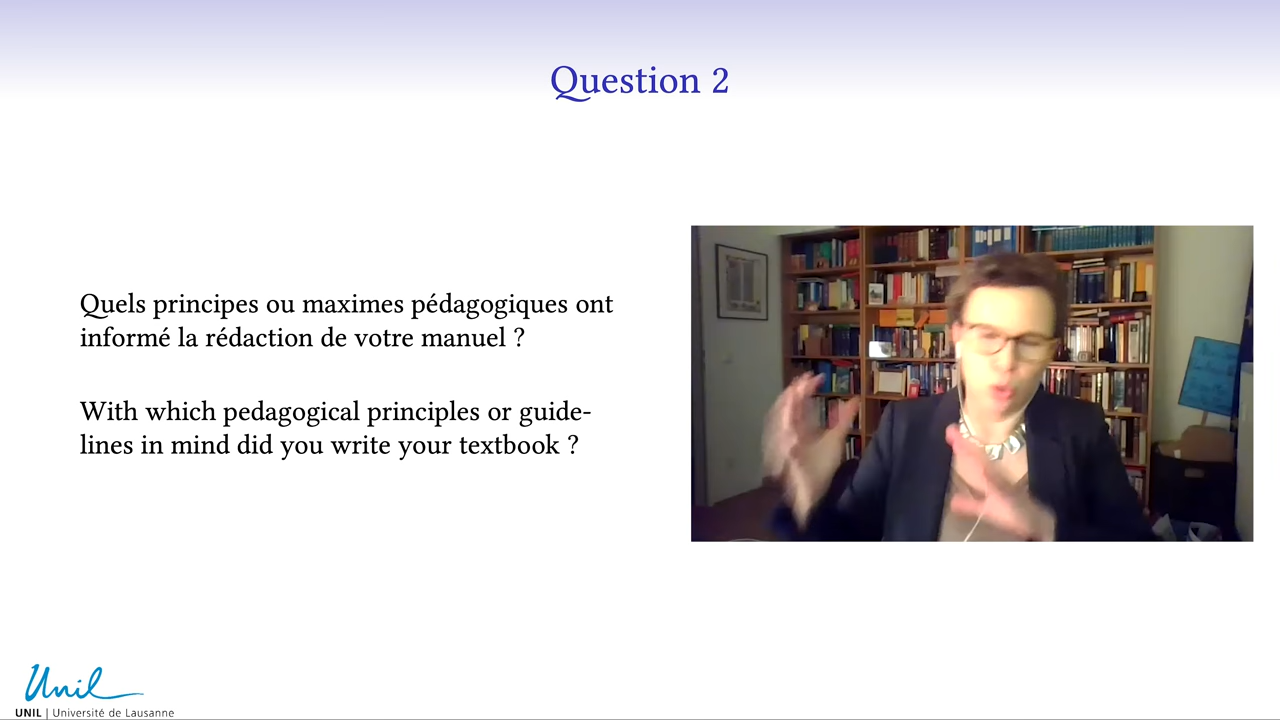 Question 2
Quels principes ou maximes pédagogiques ont
informé la rédaction de votre manuel ?
With which pedagogical principles or guide-
lines in mind did you write your textbook ?
Unil
UNIL | Université de Lausanne